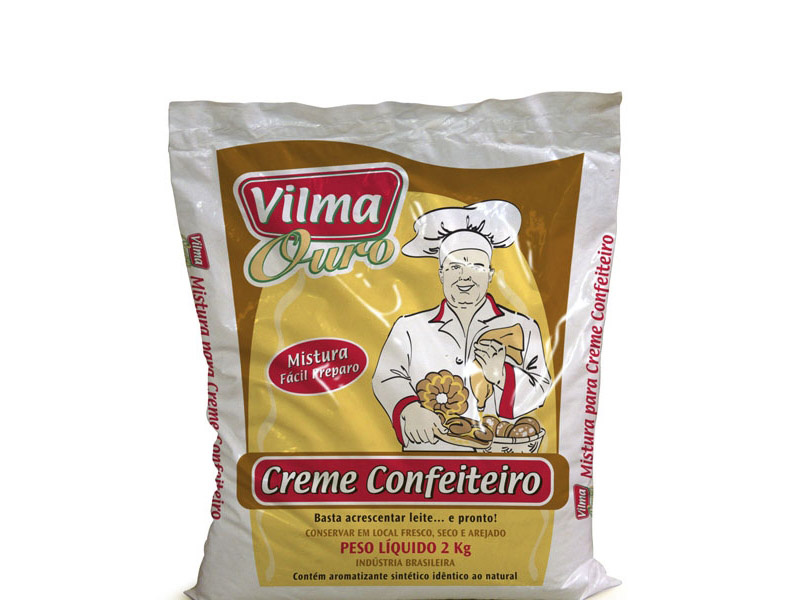 Vilma
Ouro
Mistura
Fácil Preparo
Creme Confeiteiro
Basta acrescentar leite... e pronto!
CONSERVAR EM LOCAL FRESCO, SECO E AREJADO
PESO LÍQUIDO 2 Kg
INDÚSTRIA BRASILEIRA
Contém aromatizante sintético idêntico ao natural
Vilma
Mistura para Creme Confeiteiro
Vilma
Mistura para Creme Confeiteiro